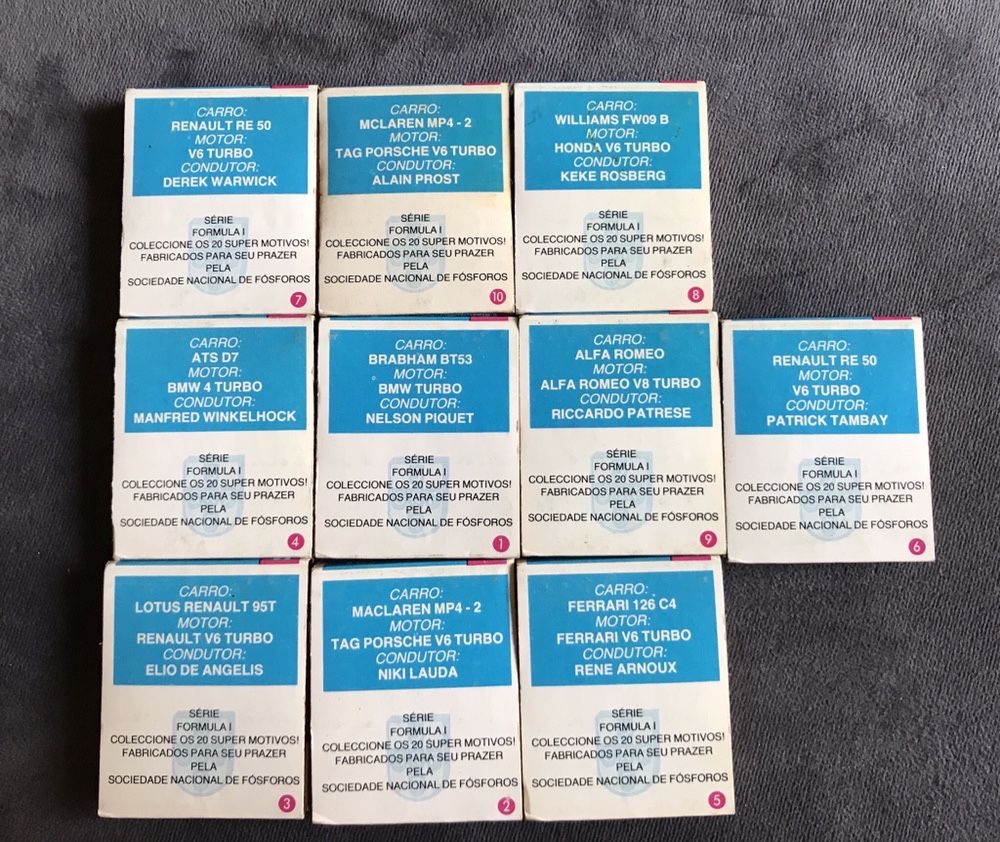 CARRO:
RENAULT RE 50
MOTOR:
V6 TURBO
CONDUTOR:
DEREK WARWICK
SÉRIE
FORMULA I
COLECCIONE OS 20 SUPER MOTIVOS!
FABRICADOS PARA SEU PRAZER
PELA
SOCIEDADE NACIONAL DE FÓSFOROS
7
CARRO:
MCLAREN MP4 - 2
MOTOR:
TAG PORSCHE V6 TURBO
CONDUTOR:
ALAIN PROST
SÉRIE
FORMULA I
COLECCIONE OS 20 SUPER MOTIVOS!
FABRICADOS PARA SEU PRAZER
PELA
SOCIEDADE NACIONAL DE FÓSFOROS
10
CARRO:
WILLIAMS FW09 B
MOTOR:
HONDA V6 TURBO
CONDUTOR:
KEKE ROSBERG
SÉRIE
FORMULA I
COLECCIONE OS 20 SUPER MOTIVOS!
FABRICADOS PARA SEU PRAZER
PELA
SOCIEDADE NACIONAL DE FÓSFOROS
8
CARRO:
ATS D7
MOTOR:
BMW 4 TURBO
CONDUTOR:
MANFRED WINKELHOCK
SÉRIE
FORMULA I
COLECCIONE OS 20 SUPER MOTIVOS!
FABRICADOS PARA SEU PRAZER
PELA
SOCIEDADE NACIONAL DE FÓSFOROS
4
CARRO:
BRABHAM BT53
MOTOR:
BMW TURBO
CONDUTOR:
NELSON PIQUET
SÉRIE
FORMULA I
COLECCIONE OS 20 SUPER MOTIVOS!
FABRICADOS PARA SEU PRAZER
PELA
SOCIEDADE NACIONAL DE FÓSFOROS
1
CARRO:
ALFA ROMEO
MOTOR:
ALFA ROMEO V8 TURBO
CONDUTOR:
RICCARDO PATRESE
SÉRIE
FORMULA I
COLECCIONE OS 20 SUPER MOTIVOS!
FABRICADOS PARA SEU PRAZER
PELA
SOCIEDADE NACIONAL DE FÓSFOROS
9
CARRO:
RENAULT RE 50
MOTOR:
V6 TURBO
CONDUTOR:
PATRICK TAMBAY
SÉRIE
FORMULA I
COLECCIONE OS 20 SUPER MOTIVOS!
FABRICADOS PARA SEU PRAZER
PELA
SOCIEDADE NACIONAL DE FÓSFOROS
6
CARRO:
LOTUS RENAULT 95T
MOTOR:
RENAULT V6 TURBO
CONDUTOR:
ELIO DE ANGELIS
SÉRIE
FORMULA I
COLECCIONE OS 20 SUPER MOTIVOS!
FABRICADOS PARA SEU PRAZER
PELA
SOCIEDADE NACIONAL DE FÓSFOROS
3
CARRO:
MACLAREN MP4 - 2
MOTOR:
TAG PORSCHE V6 TURBO
CONDUTOR:
NIKI LAUDA
SÉRIE
FORMULA I
COLECCIONE OS 20 SUPER MOTIVOS!
FABRICADOS PARA SEU PRAZER
PELA
SOCIEDADE NACIONAL DE FÓSFOROS
2
CARRO:
FERRARI 126 C4
MOTOR:
FERRARI V6 TURBO
CONDUTOR:
RENE ARNOUX
SÉRIE
FORMULA I
COLECCIONE OS 20 SUPER MOTIVOS!
FABRICADOS PARA SEU PRAZER
PELA
SOCIEDADE NACIONAL DE FÓSFOROS
5